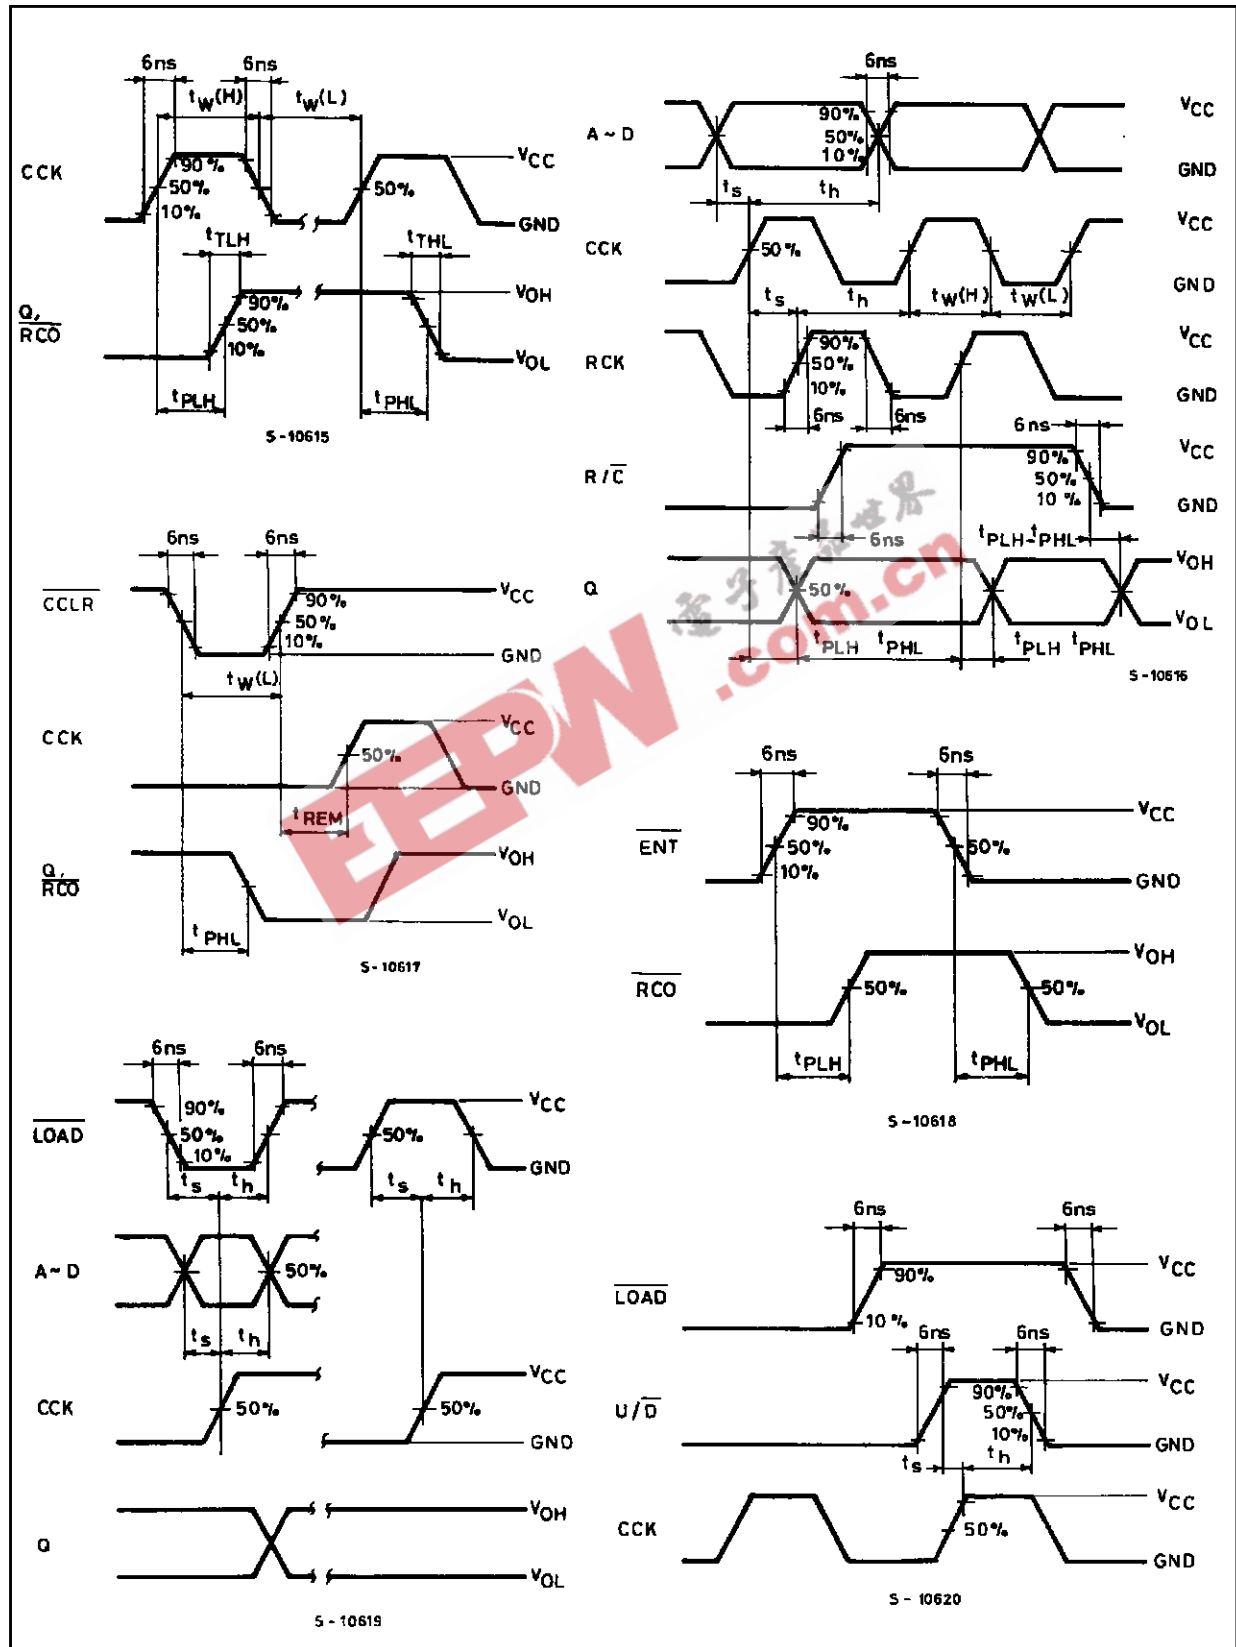 6ns 6ns
tW(H) tW(L)
CCK
90%
50%
10%
50%
VCC
GND
tTLH tTHL
Q,
RCO
90%
50%
10%
VOH
VOL
tPLH tPHL
S-10615
6ns
A~D
90%
50%
10%
VCC
GND
ts th
CCK
50%
VCC
GND
ts th tW(H) tW(L)
RCK
90%
50%
10%
VCC
GND
6ns 6ns
6ns
R/C
90%
50%
10%
VCC
GND
6ns
tPLH-tPHL
Q
50%
VOH
VOL
tPLH tPHL tPLH tPHL
S-10616
6ns 6ns
CCLR
90%
50%
10%
VCC
GND
tW(L)
CCK
50%
VCC
GND
tREM
Q,
RCO
VOH
VOL
tPHL
S-10617
6ns 6ns
ENT
90%
50%
10%
50%
VCC
GND
RCO
50% 50%
VOH
VOL
tPLH tPHL
S-10618
6ns 6ns
LOAD
90%
50%
10%
50%
VCC
GND
ts th ts th
A~D
50%
ts th
CCK
50% 50%
VCC
GND
Q
VOH
VOL
S-10619
6ns 6ns
LOAD
90%
10%
VCC
GND
6ns 6ns
U/D
90%
50%
10%
VCC
GND
ts th
CCK
50%
VCC
GND
S-10620
EEPW.com.cn
電子產品世界